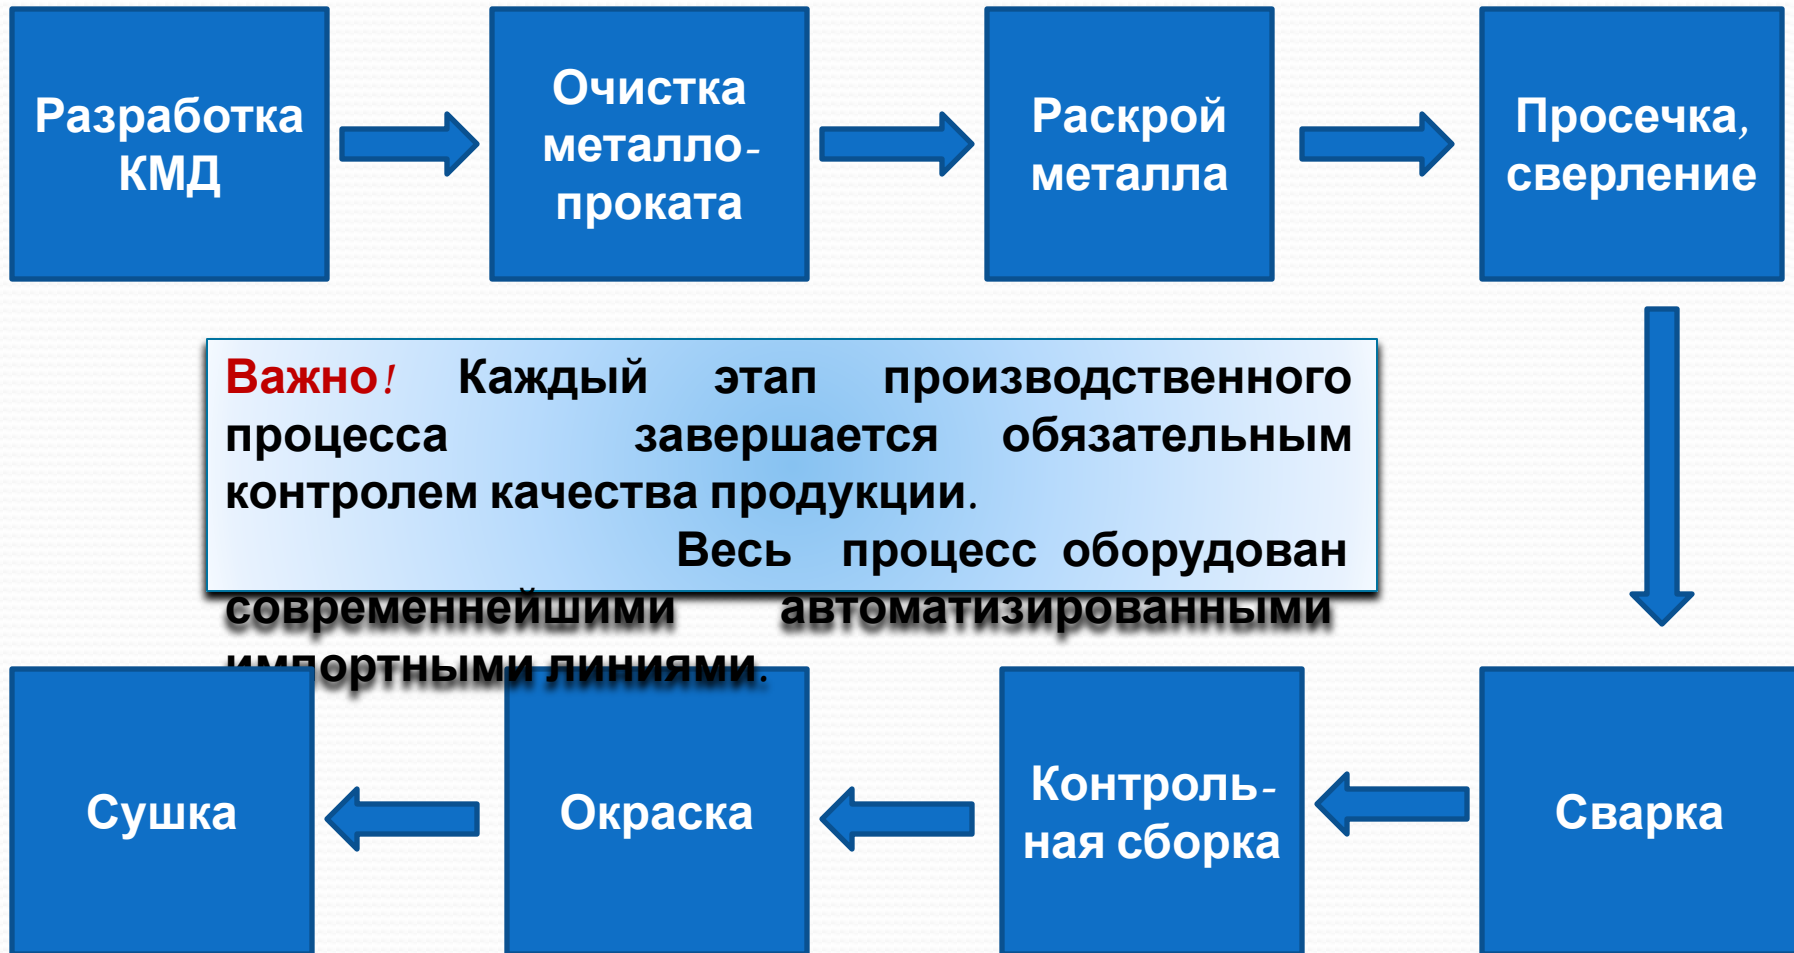 Разработка
КМД
Очистка
металло-
проката
Раскрой
металла
Просечка,
сверление
Важно! Каждый этап производственного
процесса завершается обязательным
контролем качества продукции.
Весь процесс оборудован
современнейшими автоматизированными
импортными линиями.
Сушка
Окраска
Контроль-
ная сборка
Сварка